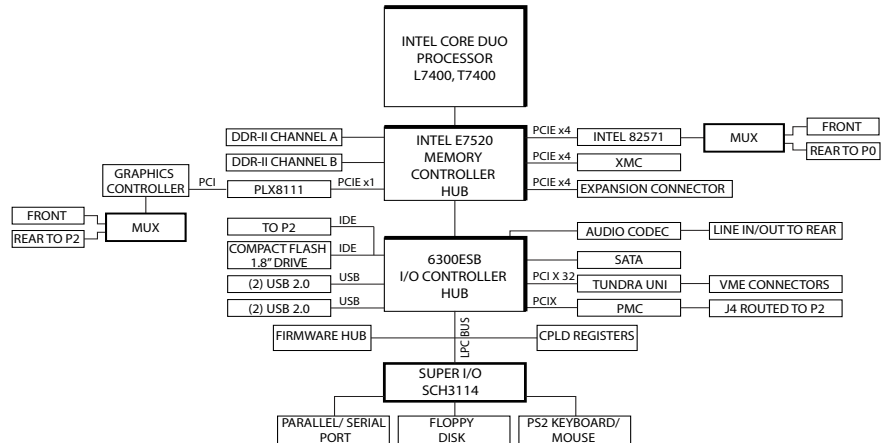 INTEL CORE DUO
PROCESSOR
L7400, T7400
DDR-II CHANNEL A
DDR-II CHANNEL B
INTEL E7520
MEMORY
CONTROLLER
HUB
PCIE x4
INTEL 82571
MUX
FRONT
REAR TO P0
PCIE x4
XMC
PCIE x4
EXPANSION CONNECTOR
GRAPHICS
CONTROLLER
PCI
PLX8111
PCIE x1
FRONT
REAR TO P2
MUX
TO P2
IDE
COMPACT FLASH
1.8" DRIVE
IDE
(2) USB 2.0
USB
(2) USB 2.0
USB
6300ESB
I/O CONTROLLER
HUB
AUDIO CODEC
LINE IN/OUT TO REAR
SATA
PCI X 32
TUNDRA UNI
VME CONNECTORS
PCIX
PMC
J4 ROUTED TO P2
FIRMWARE HUB
LPC BUS
CPLD REGISTERS
SUPER I/O
SCH3114
PARALLEL/ SERIAL
PORT
FLOPPY
DISK
PS2 KEYBOARD/
MOUSE